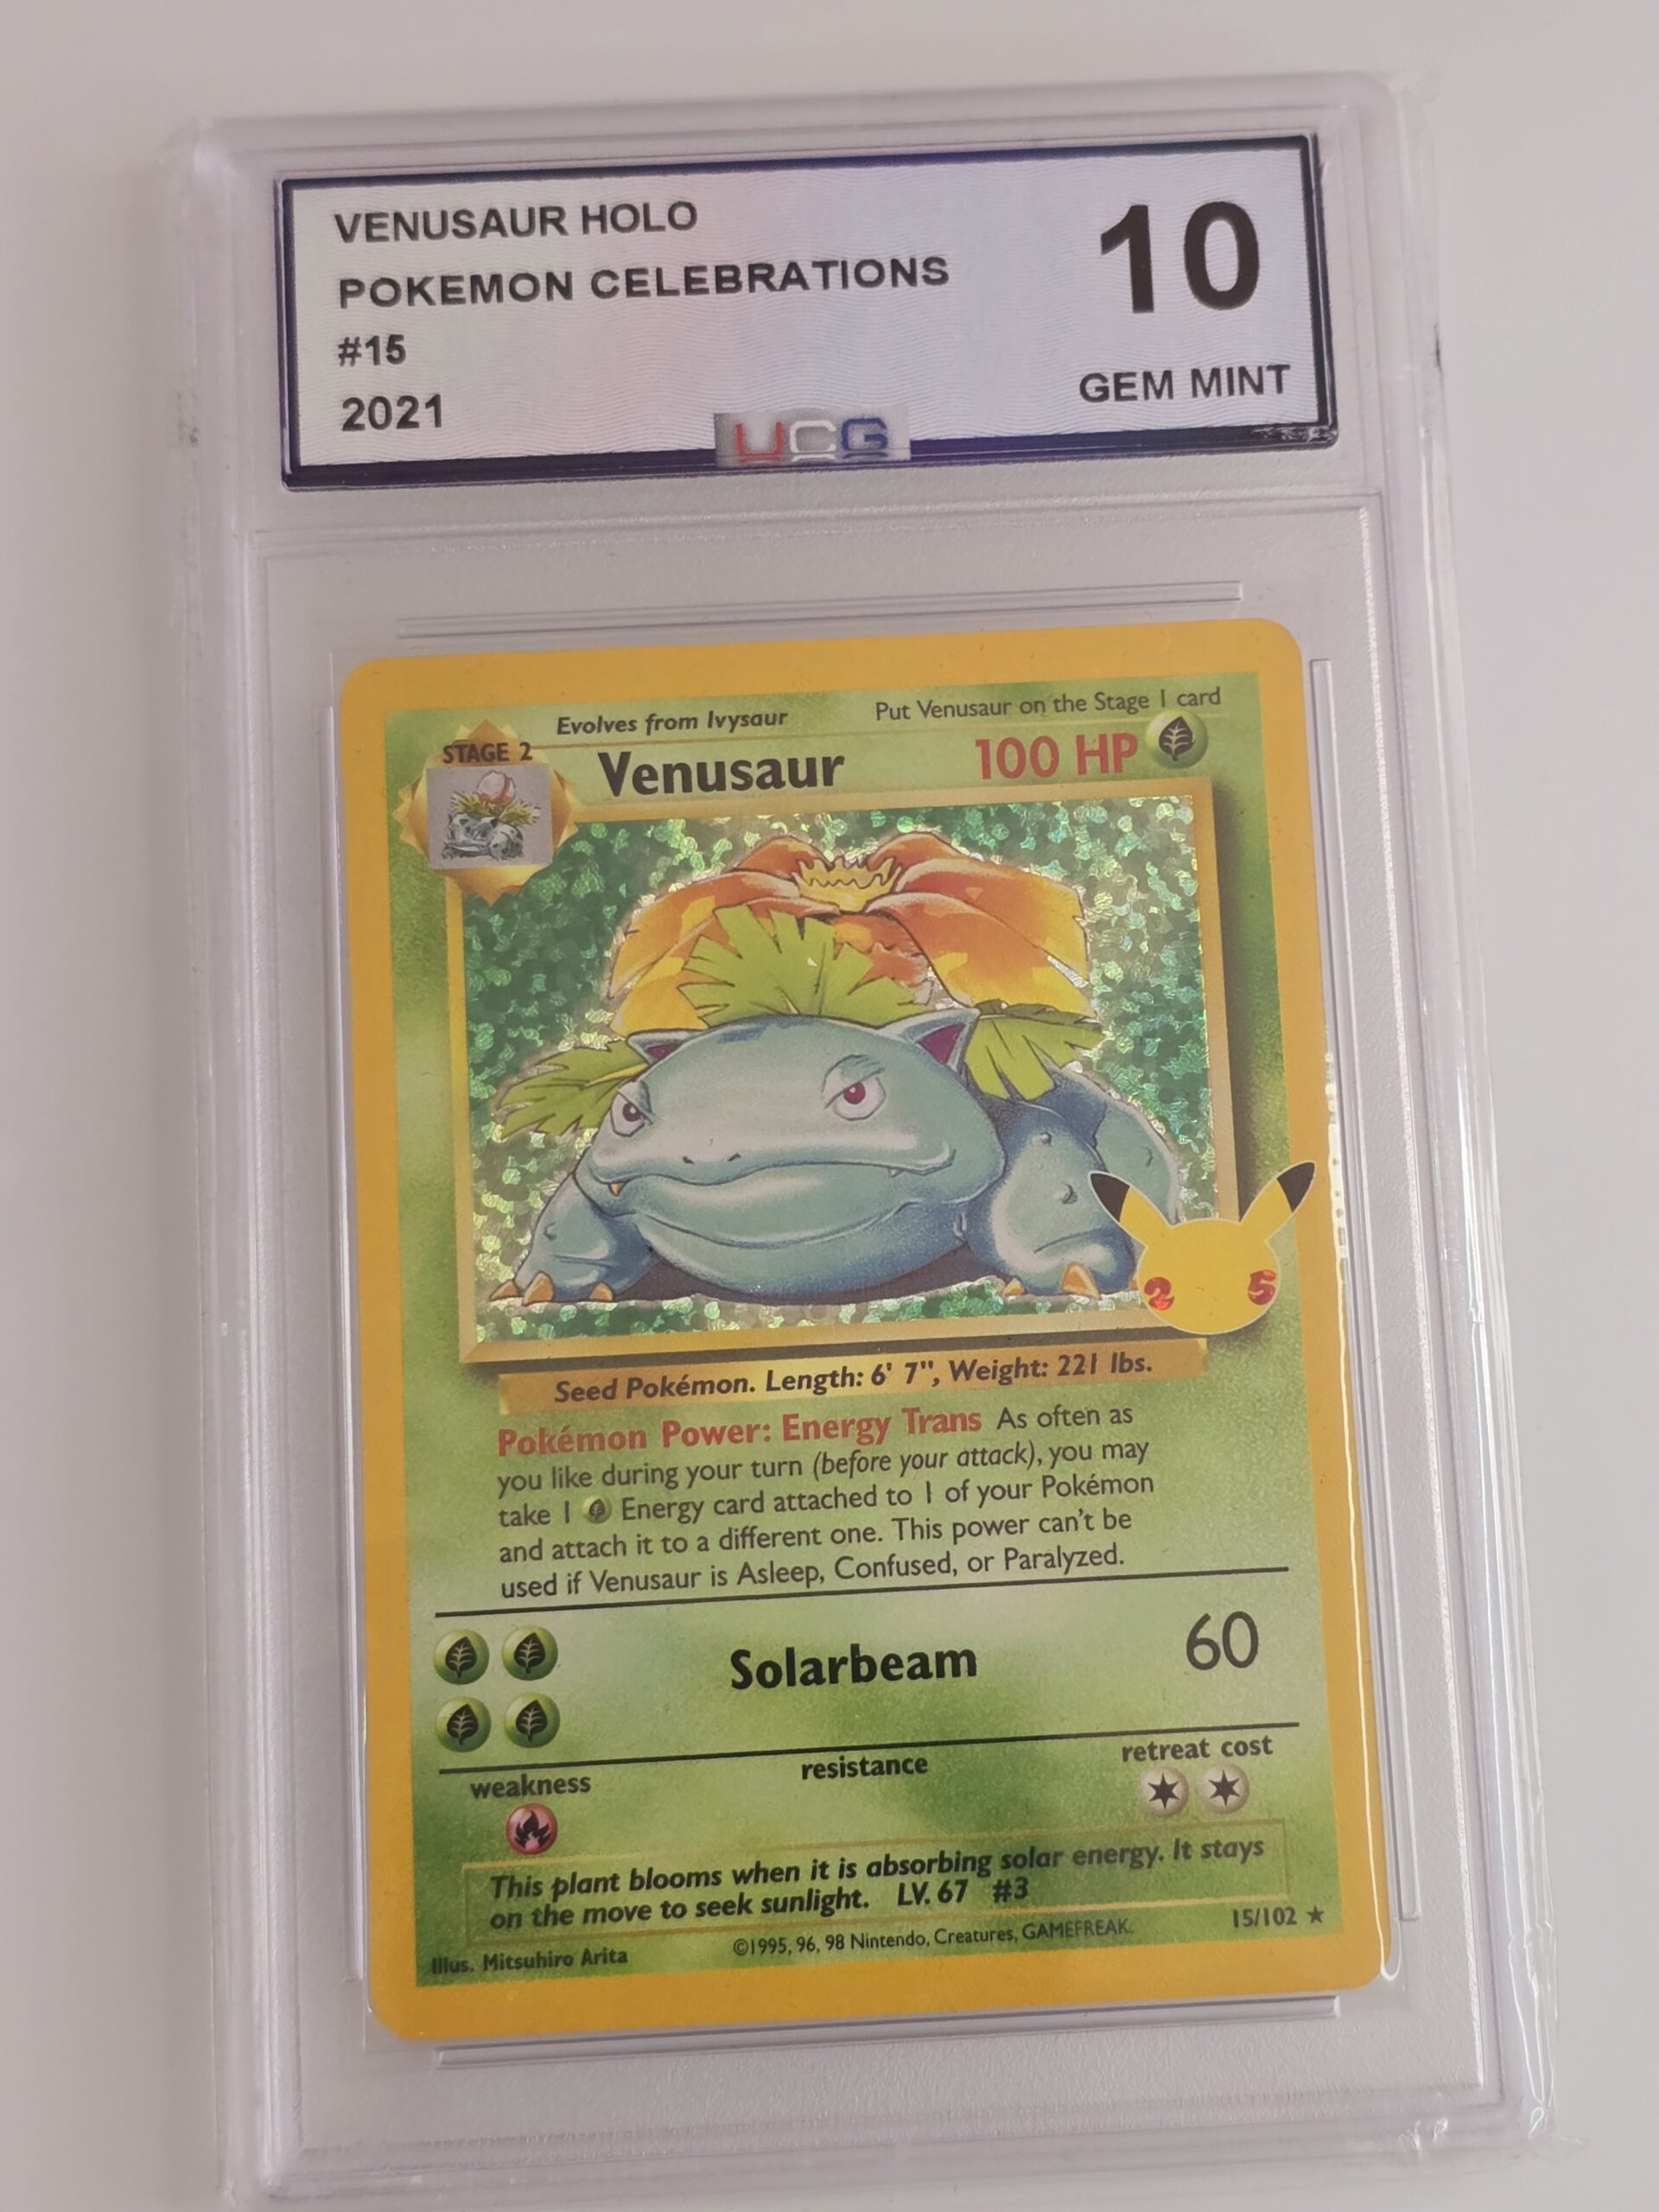 VENUSAUR HOLO
POKEMON CELEBRATIONS
#15
2021
10
GEM MINT
UCG
Evolves from Ivysaur
Put Venusaur on the Stage 1 card
STAGE 2
Venusaur
100 HP
25
Seed Pokémon. Length: 6' 7", Weight: 221 lbs.
Pokémon Power: Energy Trans As often as
you like during your turn (before your attack), you may
take 1 Energy card attached to 1 of your Pokémon
and attach it to a different one. This power can't be
used if Venusaur is Asleep, Confused, or Paralyzed.
Solarbeam
60
weakness
resistance
retreat cost
This plant blooms when it is absorbing solar energy. It stays
on the move to seek sunlight. LV. 67 #3
Illus. Mitsuhiro Arita
©1995, 96, 98 Nintendo, Creatures, GAMEFREAK.
15/102 ★